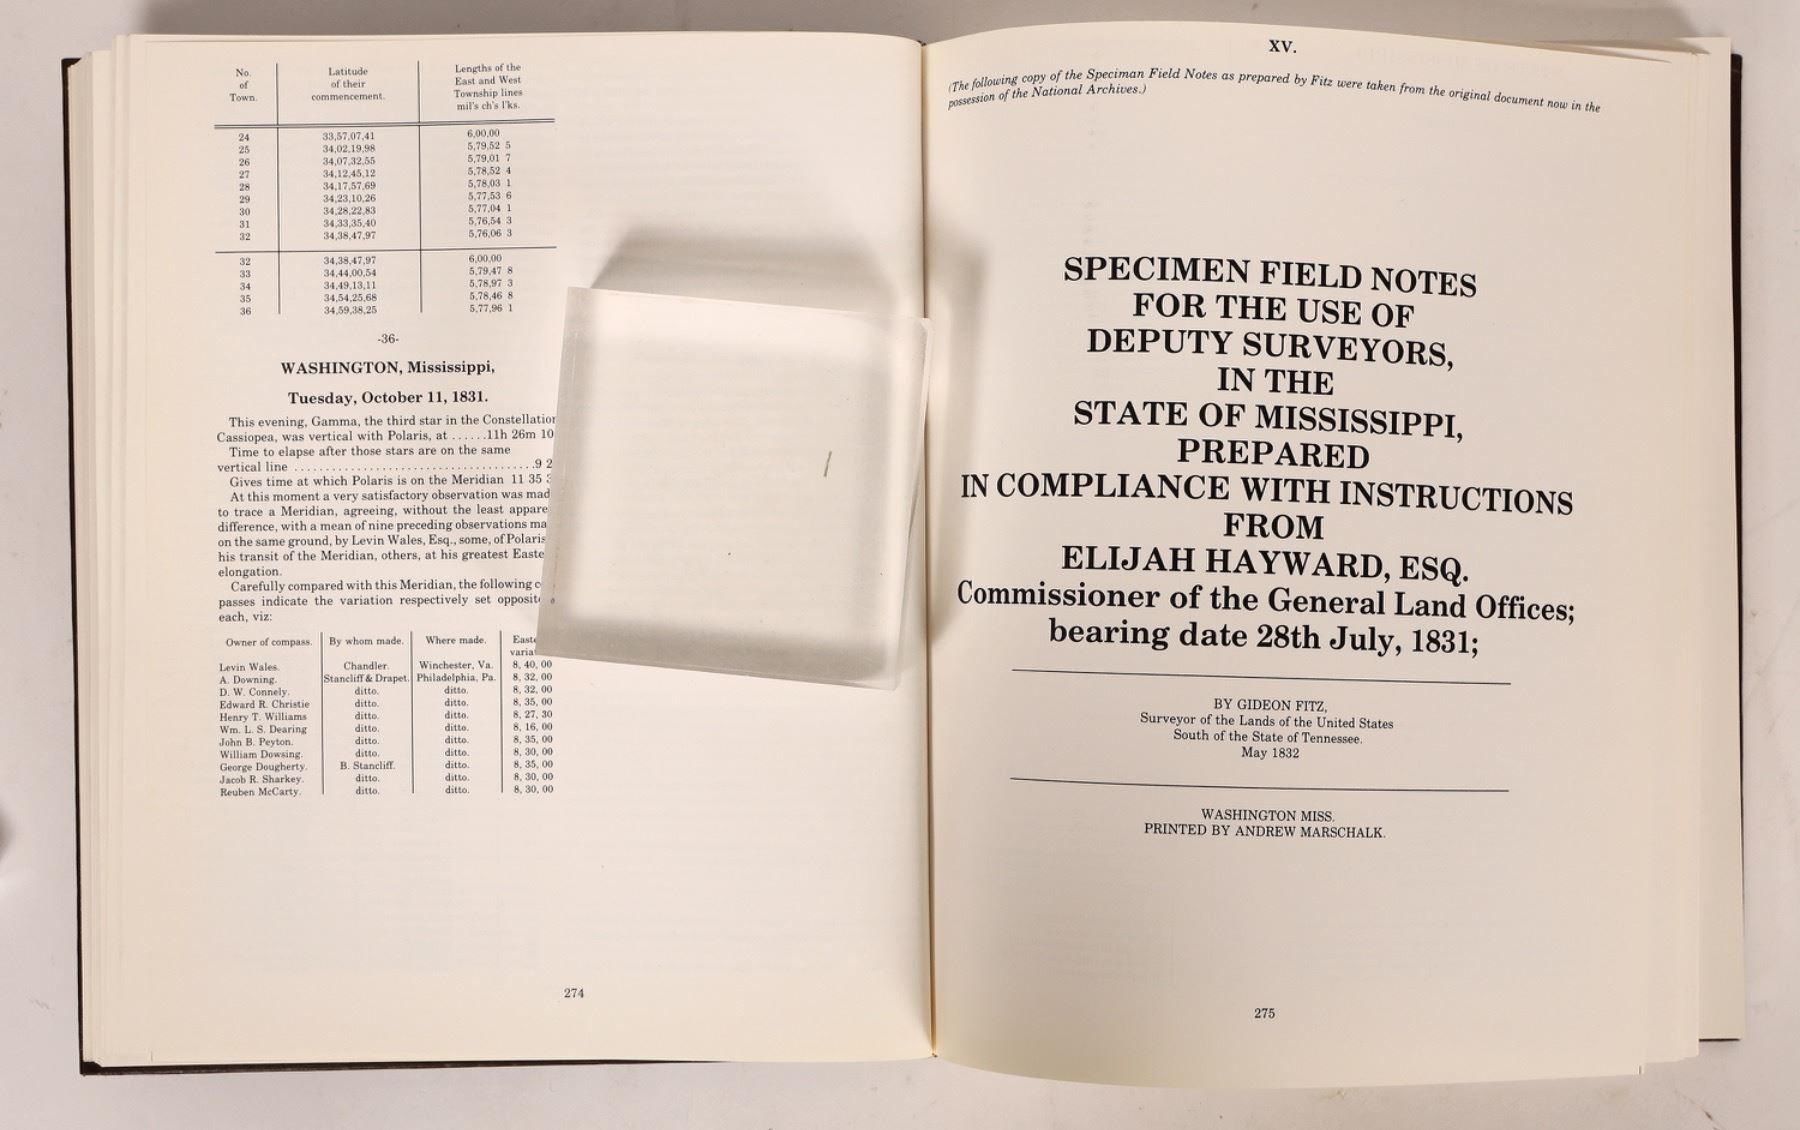 No. of Town. | Latitude of their commencement. | Lengths of the East and West Township lines mil's ch's l'ks.
24 33,57,07,41 6,00,00
25 34,02,19,98 5,79,52 5
26 34,07,32,55 5,79,01 7
27 34,12,45,12 5,78,52 4
28 34,17,57,69 5,78,03 1
29 34,23,10,26 5,77,53 6
30 34,28,22,83 5,77,04 1
31 34,33,35,40 5,76,54 3
32 34,38,47,97 5,76,06 3
32 34,38,47,97 6,00,00
33 34,44,00,54 5,79,47 8
34 34,49,13,11 5,78,97 3
35 34,54,25,68 5,78,46 8
36 34,59,38,25 5,77,96 1
-36-
WASHINGTON, Mississippi,
Tuesday, October 11, 1831.
This evening, Gamma, the third star in the Constellation
Cassiopea, was vertical with Polaris, at ......11h 26m 10
Time to elapse after those stars are on the same
vertical line ......................................9 2
Gives time at which Polaris is on the Meridian 11 35
At this moment a very satisfactory observation was mad
to trace a Meridian, agreeing, without the least appare
difference, with a mean of nine preceding observations ma
on the same ground, by Levin Wales, Esq., some, of Polaris
his transit of the Meridian, others, at his greatest Easte
elongation.
Carefully compared with this Meridian, the following c
passes indicate the variation respectively set opposite
each, viz:
Owner of compass. By whom made. Where made. Easte
varia
Levin Wales. Chandler. Winchester, Va. 8, 40, 00
A. Downing. Stancliff & Drapet. Philadelphia, Pa. 8, 32, 00
D. W. Connely. ditto. ditto. 8, 32, 00
Edward R. Christie ditto. ditto. 8, 35, 00
Henry T. Williams ditto. ditto. 8, 27, 30
Wm. L. S. Dearing ditto. ditto. 8, 16, 00
John B. Peyton. ditto. ditto. 8, 35, 00
William Dowsing. ditto. ditto. 8, 30, 00
George Dougherty. B. Stancliff. ditto. 8, 35, 00
Jacob R. Sharkey. ditto. ditto. 8, 30, 00
Reuben McCarty. ditto. ditto. 8, 30, 00
274
XV.
(The following copy of the Speciman Field Notes as prepared by Fitz were taken from the original document now in the
possession of the National Archives.)
SPECIMEN FIELD NOTES
FOR THE USE OF
DEPUTY SURVEYORS,
IN THE
STATE OF MISSISSIPPI,
PREPARED
IN COMPLIANCE WITH INSTRUCTIONS
FROM
ELIJAH HAYWARD, ESQ.
Commissioner of the General Land Offices;
bearing date 28th July, 1831;
BY GIDEON FITZ,
Surveyor of the Lands of the United States
South of the State of Tennessee.
May 1832
WASHINGTON MISS.
PRINTED BY ANDREW MARSCHALK.
275